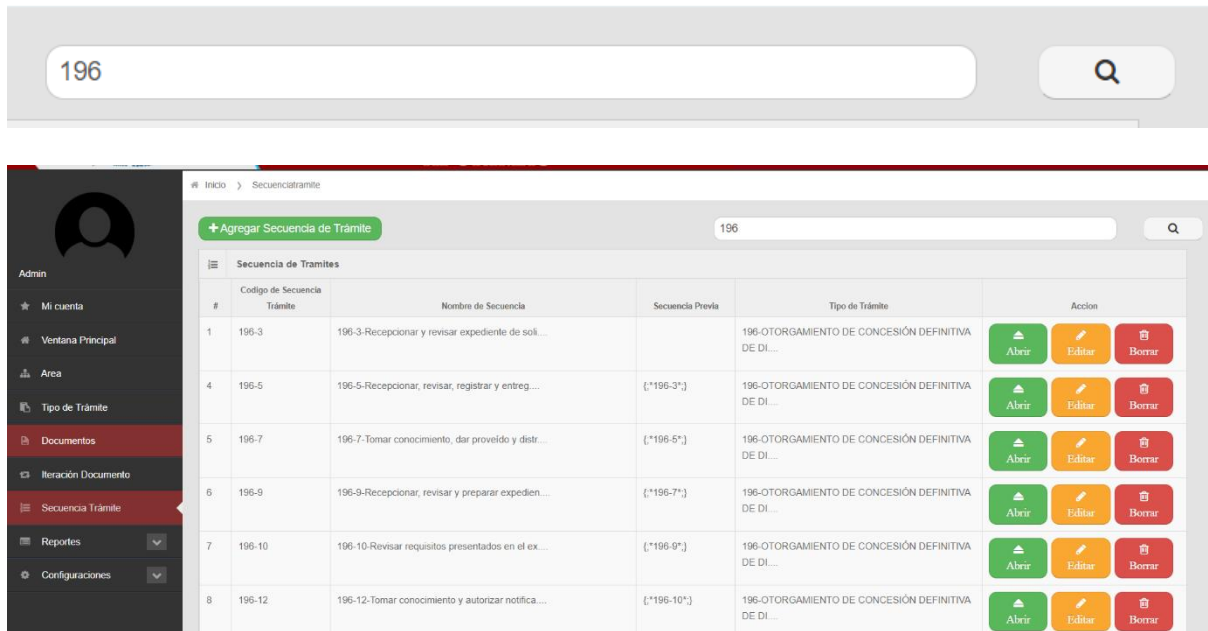 196
Inicio > Secuenciatramite
+Agregar Secuencia de Trámite
196
Admin
Mi cuenta
Ventana Principal
Area
Tipo de Trámite
Documentos
Iteración Documento
Secuencia Trámite
Reportes
Configuraciones
Secuencia de Tramites
# Codigo de Secuencia Trámite Nombre de Secuencia Secuencia Previa Tipo de Trámite Accion
1 196-3 196-3-Recepcionar y revisar expediente de soli.... 196-OTORGAMIENTO DE CONCESIÓN DEFINITIVA DE DI.... Abrir Editar Borrar
4 196-5 196-5-Recepcionar, revisar, registrar y entreg.... {;*196-3*;} 196-OTORGAMIENTO DE CONCESIÓN DEFINITIVA DE DI.... Abrir Editar Borrar
5 196-7 196-7-Tomar conocimiento, dar proveído y distr.... {;*196-5*;} 196-OTORGAMIENTO DE CONCESIÓN DEFINITIVA DE DI.... Abrir Editar Borrar
6 196-9 196-9-Recepcionar, revisar y preparar expedien.... {;*196-7*;} 196-OTORGAMIENTO DE CONCESIÓN DEFINITIVA DE DI.... Abrir Editar Borrar
7 196-10 196-10-Revisar requisitos presentados en el ex.... {;*196-9*;} 196-OTORGAMIENTO DE CONCESIÓN DEFINITIVA DE DI.... Abrir Editar Borrar
8 196-12 196-12-Tomar conocimiento y autorizar notifica.... {;*196-10*;} 196-OTORGAMIENTO DE CONCESIÓN DEFINITIVA DE DI.... Abrir Editar Borrar